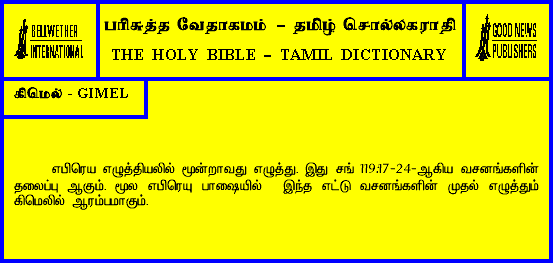 BELLWETHER
INTERNATIONAL
பரிசுத்த வேதாகமம் – தமிழ் சொல்லகராதி
THE HOLY BIBLE – TAMIL DICTIONARY
GOOD NEWS
PUBLISHERS
கிமெல் - GIMEL
எபிரெய எழுத்தியலில் மூன்றாவது எழுத்து. இது சங் 119:17-24-ஆகிய வசனங்களின்
தலைப்பு ஆகும். மூல எபிரெயு பாஷையில் இந்த எட்டு வசனங்களின் முதல் எழுத்தும்
கிமெலில் ஆரம்பமாகும்.